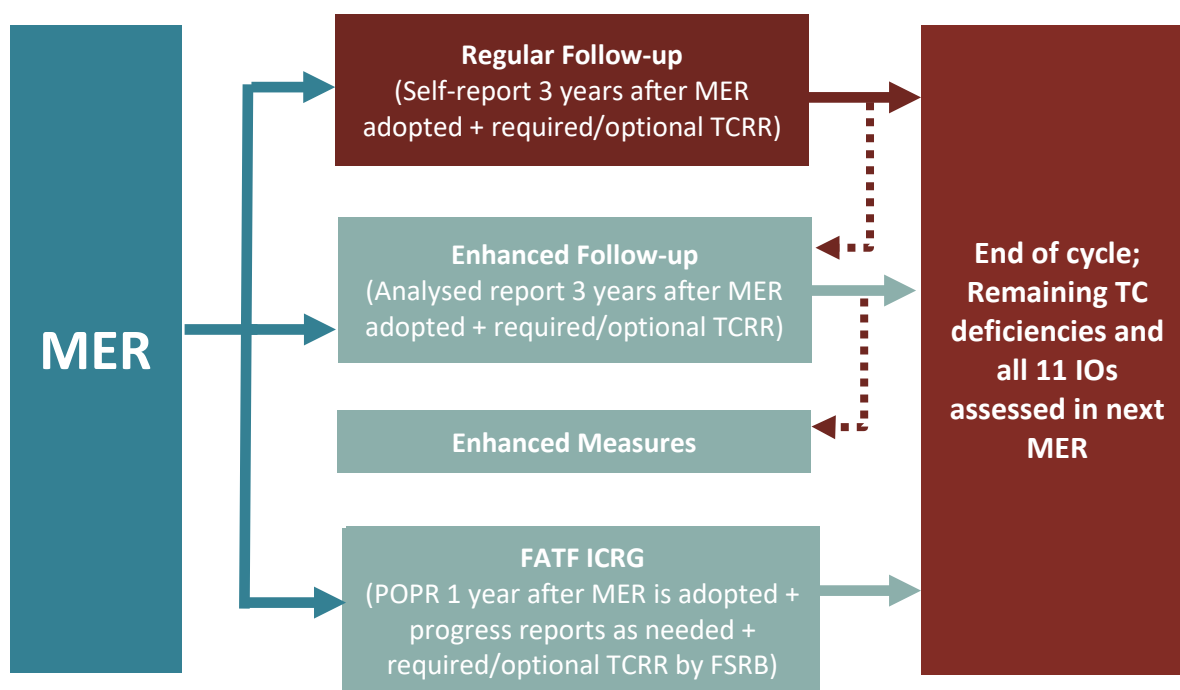 MER
Regular Follow-up
(Self-report 3 years after MER
adopted + required/optional TCRR)
Enhanced Follow-up
(Analysed report 3 years after MER
adopted + required/optional TCRR)
Enhanced Measures
FATF ICRG
(POPR 1 year after MER is adopted +
progress reports as needed +
required/optional TCRR by FSRB)
End of cycle;
Remaining TC
deficiencies and
all 11 IOs
assessed in next
MER